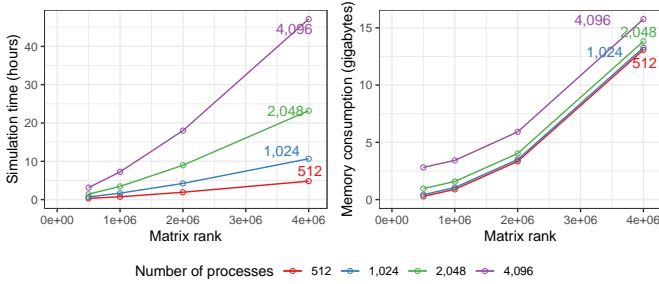 Simulation time (hours)
40
30
20
10
0
4,096
2,048
1,024
512
0e+00 1e+06 2e+06 3e+06 4e+06
Matrix rank
Memory consumption (gigabytes)
15
10
5
0
4,096
2,048
1,024
512
0e+00 1e+06 2e+06 3e+06 4e+06
Matrix rank
Number of processes 512 1,024 2,048 4,096